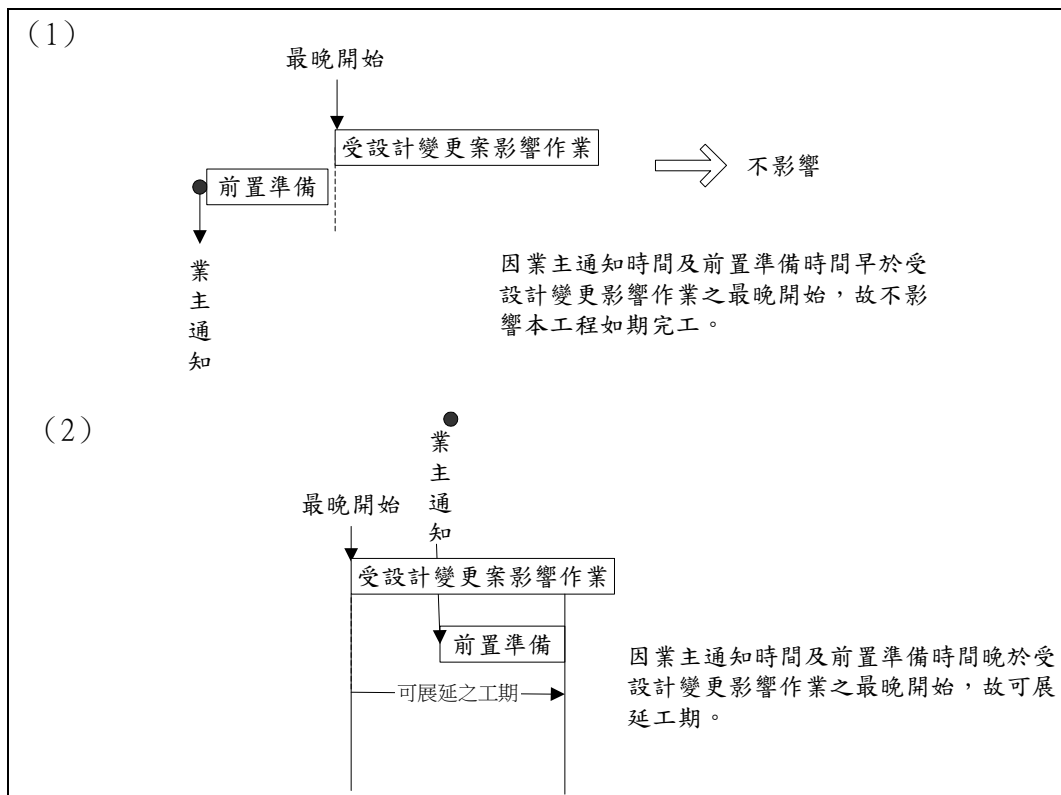 （1）
最晚開始
受設計變更案影響作業
前置準備
不影響
業主通知
因業主通知時間及前置準備時間早於受
設計變更影響作業之最晚開始，故不影
響本工程如期完工。
（2）
業主通知
最晚開始
受設計變更案影響作業
前置準備
可展延之工期
因業主通知時間及前置準備時間晚於受
設計變更影響作業之最晚開始，故可展
延工期。